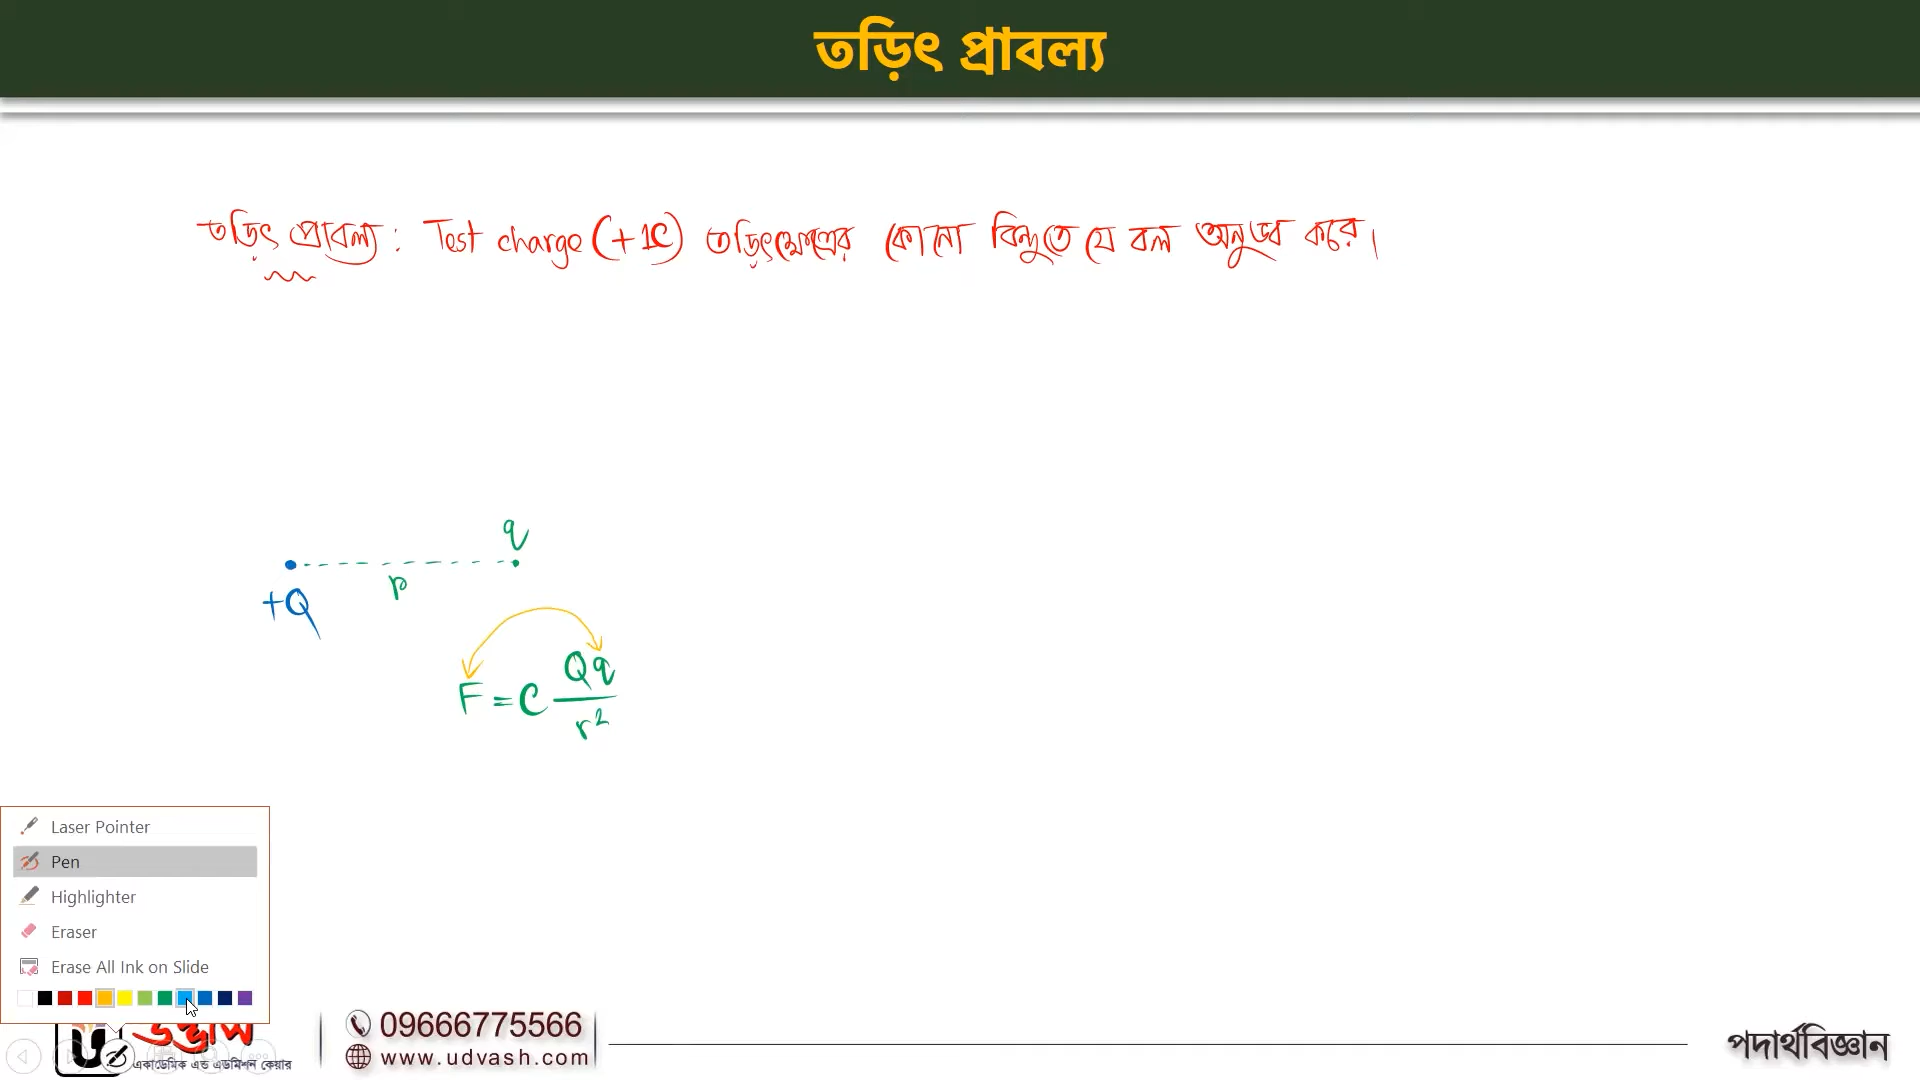 তড়িৎ প্রাবল্য
তড়িৎ প্রাবল্য : Test charge (+1C) তড়িৎক্ষেত্রের কোনো বিন্দুতে যে বল অনুভব করে।
q
r
+Q
F = C Qq / r²
Laser Pointer
Pen
Highlighter
Eraser
Erase All Ink on Slide
উদ্ভাস
একাডেমিক এন্ড এডমিশন কেয়ার
09666775566
www.udvash.com
পদার্থবিজ্ঞান